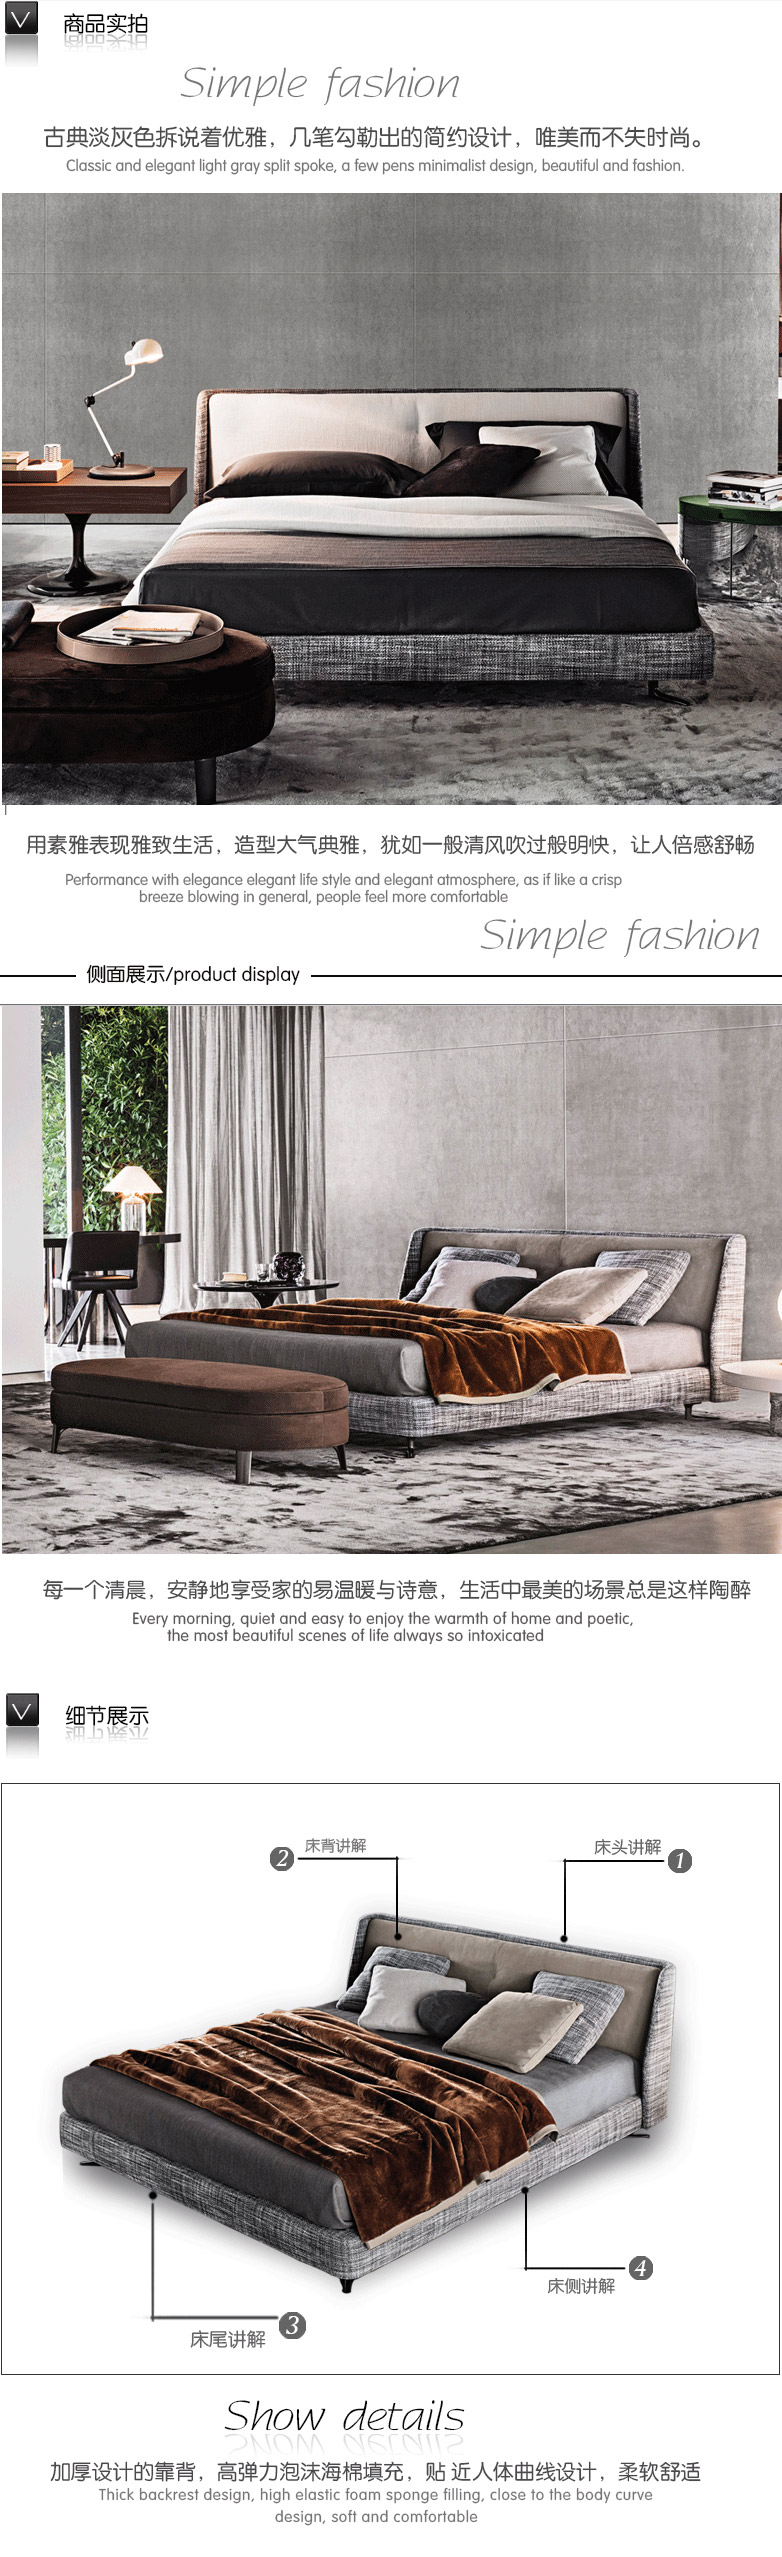 商品实拍
Simple fashion
古典淡灰色拆说着优雅，几笔勾勒出的简约设计，唯美而不失时尚。
Classic and elegant light gray split spoke, a few pens minimalist design, beautiful and fashion.
用素雅表现雅致生活，造型大气典雅，犹如一般清风吹过般明快，让人倍感舒畅
Performance with elegance elegant life style and elegant atmosphere, as if like a crisp
breeze blowing in general, people feel more comfortable
Simple fashion
侧面展示/product display
每一个清晨，安静地享受家的易温暖与诗意，生活中最美的场景总是这样陶醉
Every morning, quiet and easy to enjoy the warmth of home and poetic,
the most beautiful scenes of life always so intoxicated
细节展示
2 床背讲解
床头讲解 1
4
床侧讲解
3
床尾讲解
Show details
加厚设计的靠背，高弹力泡沫海棉填充，贴 近人体曲线设计，柔软舒适
Thick backrest design, high elastic foam sponge filling, close to the body curve
design, soft and comfortable